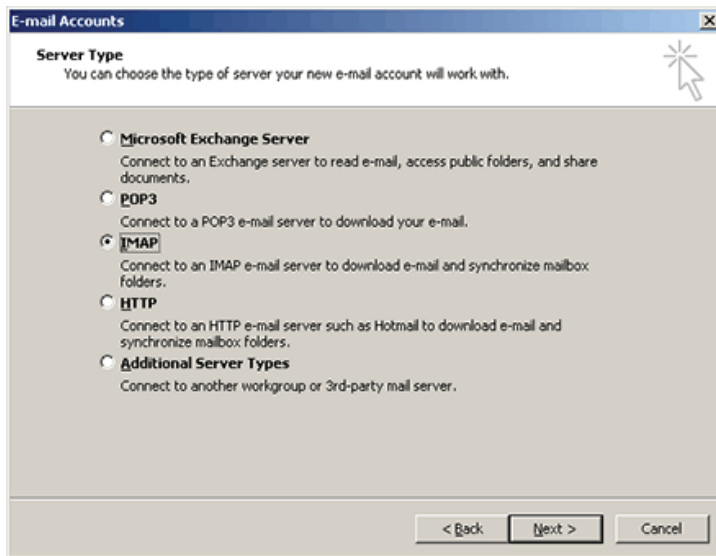 E-mail Accounts
Server Type
You can choose the type of server your new e-mail account will work with.
Microsoft Exchange Server
Connect to an Exchange server to read e-mail, access public folders, and share
documents.
POP3
Connect to a POP3 e-mail server to download your e-mail.
IMAP
Connect to an IMAP e-mail server to download e-mail and synchronize mailbox
folders.
HTTP
Connect to an HTTP e-mail server such as Hotmail to download e-mail and
synchronize mailbox folders.
Additional Server Types
Connect to another workgroup or 3rd-party mail server.
< Back Next > Cancel